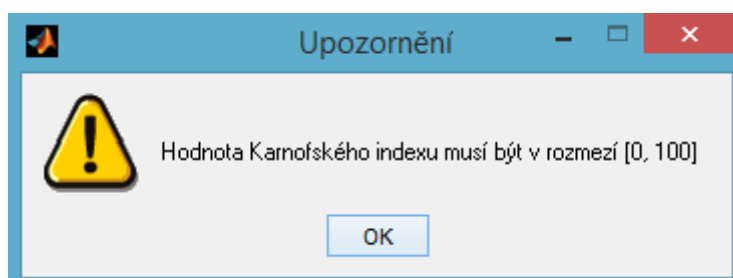 Upozornění
Hodnota Karnofského indexu musí být v rozmezí [0, 100]
OK